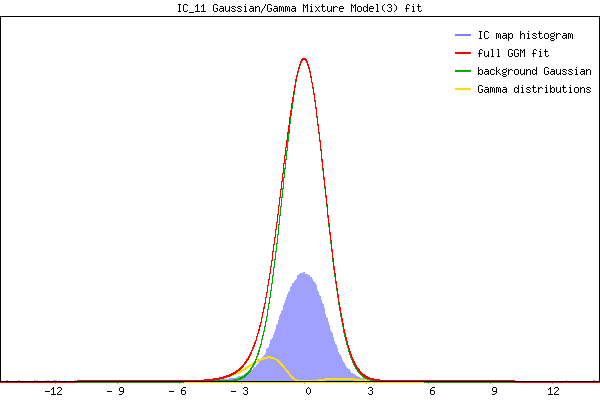 IC_11 Gaussian/Gamma Mixture Model(3) fit
IC map histogram
full GGM fit
background Gaussian
Gamma distributions
-12 -9 -6 -3 0 3 6 9 12